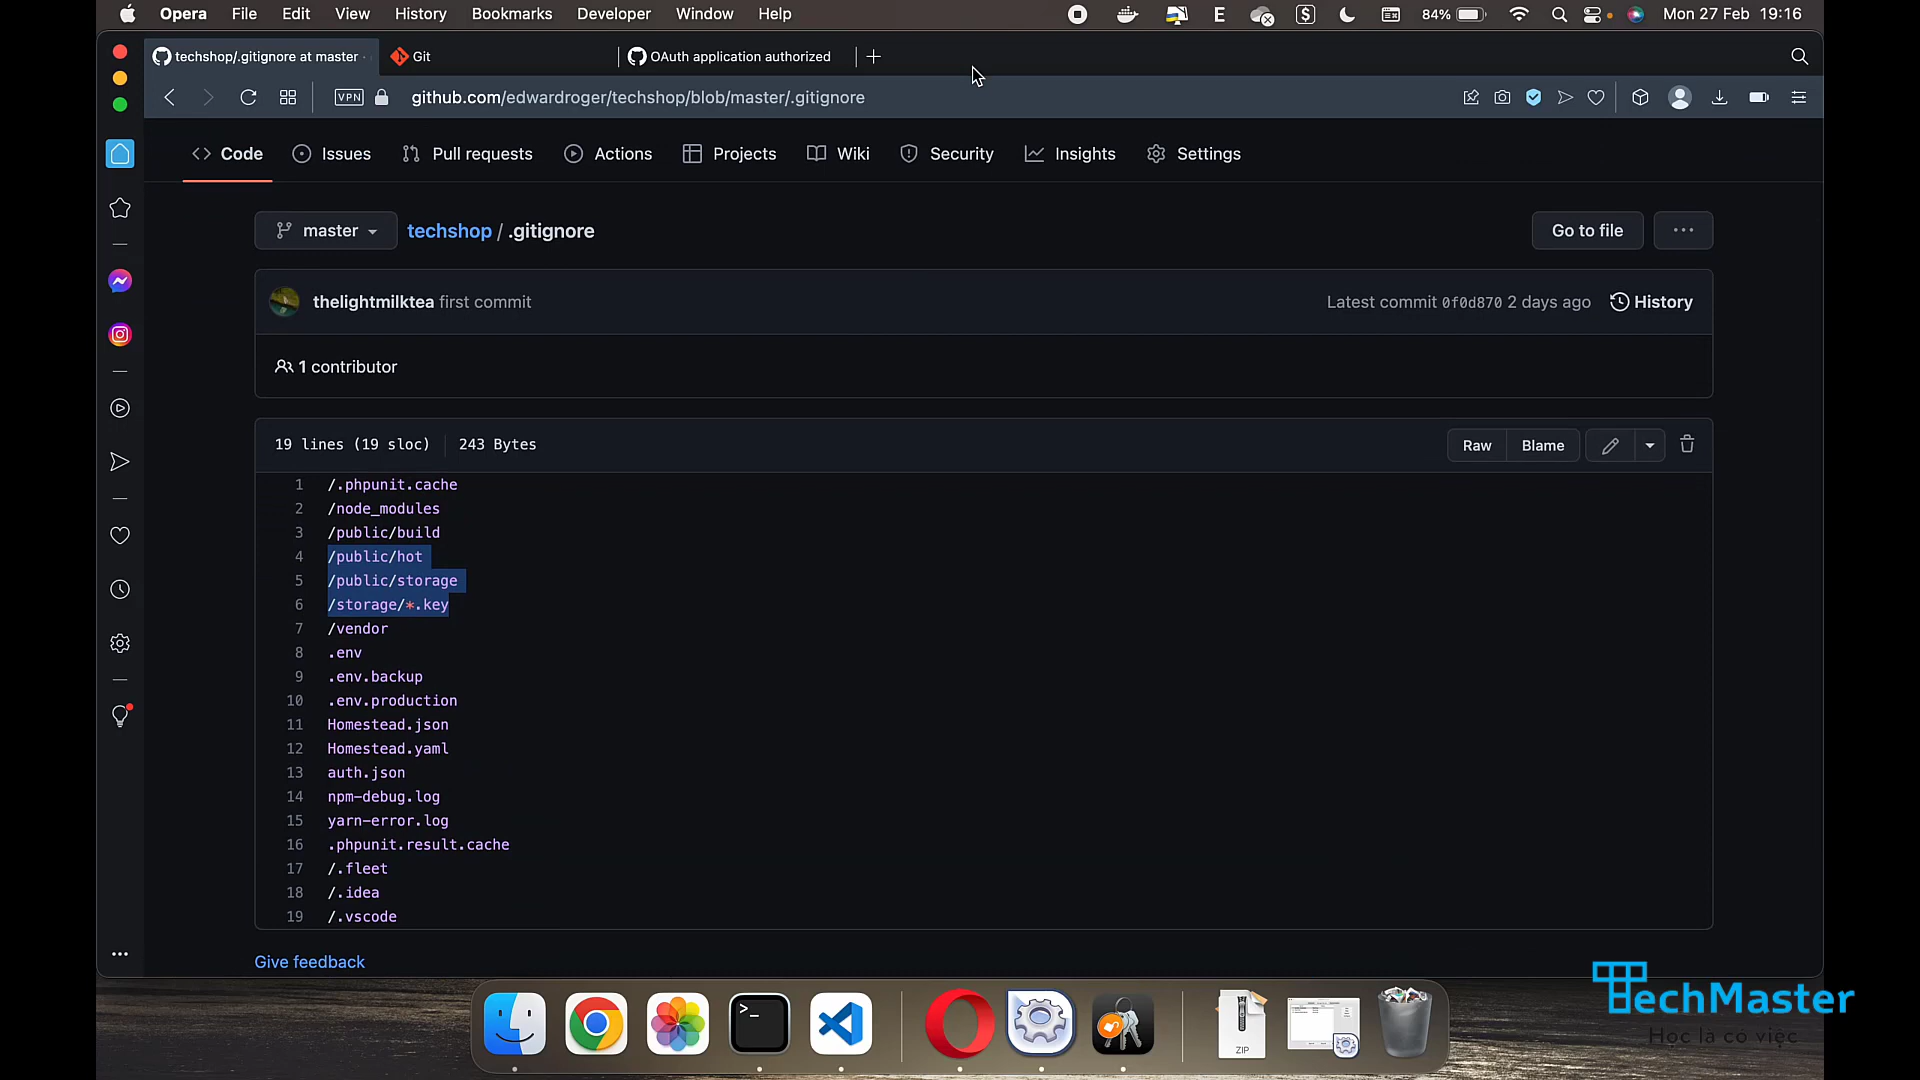 Opera File Edit View History Bookmarks Developer Window Help E $ 84% Mon 27 Feb 19:16
techshop/.gitignore at master · Git OAuth application authorized
VPN github.com/edwardroger/techshop/blob/master/.gitignore
Code Issues Pull requests Actions Projects Wiki Security Insights Settings
master techshop / .gitignore Go to file ...
thelightmilktea first commit Latest commit 0f0d870 2 days ago History
1 contributor
19 lines (19 sloc) 243 Bytes Raw Blame
1 /.phpunit.cache
2 /node_modules
3 /public/build
4 /public/hot
5 /public/storage
6 /storage/*.key
7 /vendor
8 .env
9 .env.backup
10 .env.production
11 Homestead.json
12 Homestead.yaml
13 auth.json
14 npm-debug.log
15 yarn-error.log
16 .phpunit.result.cache
17 /.fleet
18 /.idea
19 /.vscode
Give feedback
TechMaster
Học là có việc
>_
ZIP